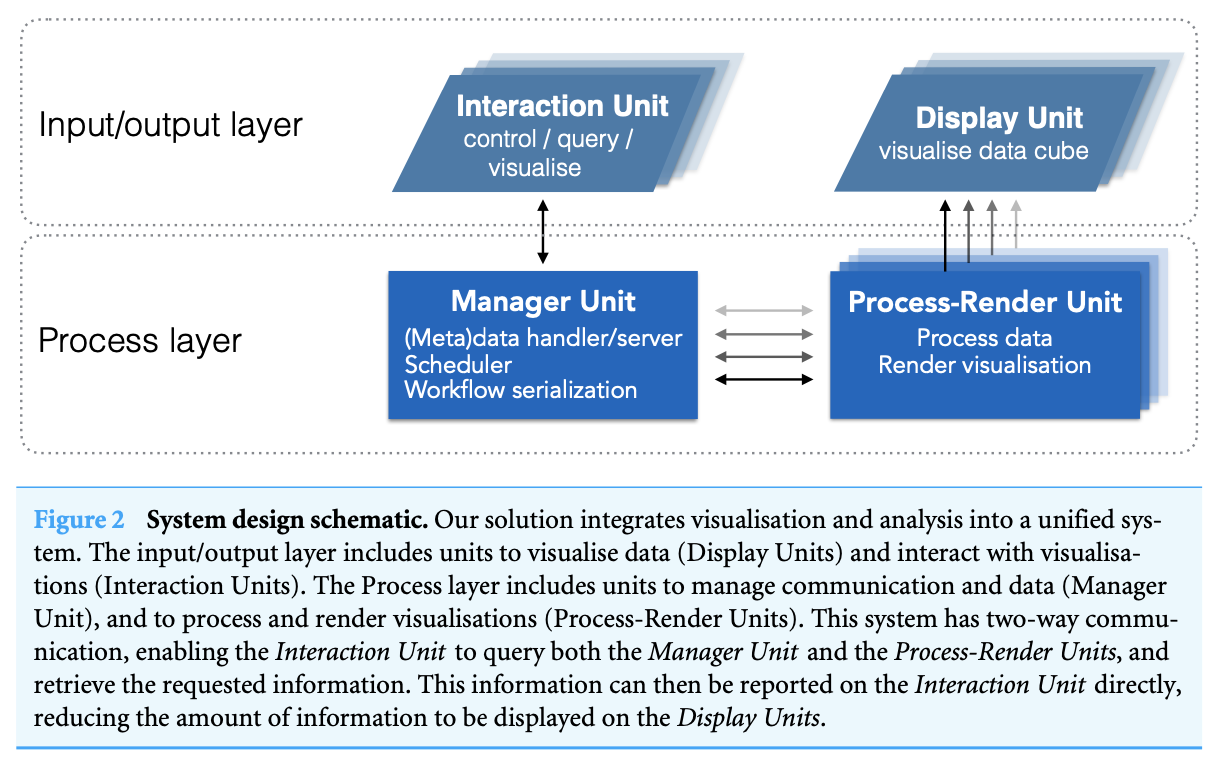 Input/output layer
Interaction Unit
control / query /
visualise
Display Unit
visualise data cube
Process layer
Manager Unit
(Meta)data handler/server
Scheduler
Workflow serialization
Process-Render Unit
Process data
Render visualisation
Figure 2 System design schematic. Our solution integrates visualisation and analysis into a unified sys-
tem. The input/output layer includes units to visualise data (Display Units) and interact with visualisa-
tions (Interaction Units). The Process layer includes units to manage communication and data (Manager
Unit), and to process and render visualisations (Process-Render Units). This system has two-way commu-
nication, enabling the Interaction Unit to query both the Manager Unit and the Process-Render Units, and
retrieve the requested information. This information can then be reported on the Interaction Unit directly,
reducing the amount of information to be displayed on the Display Units.